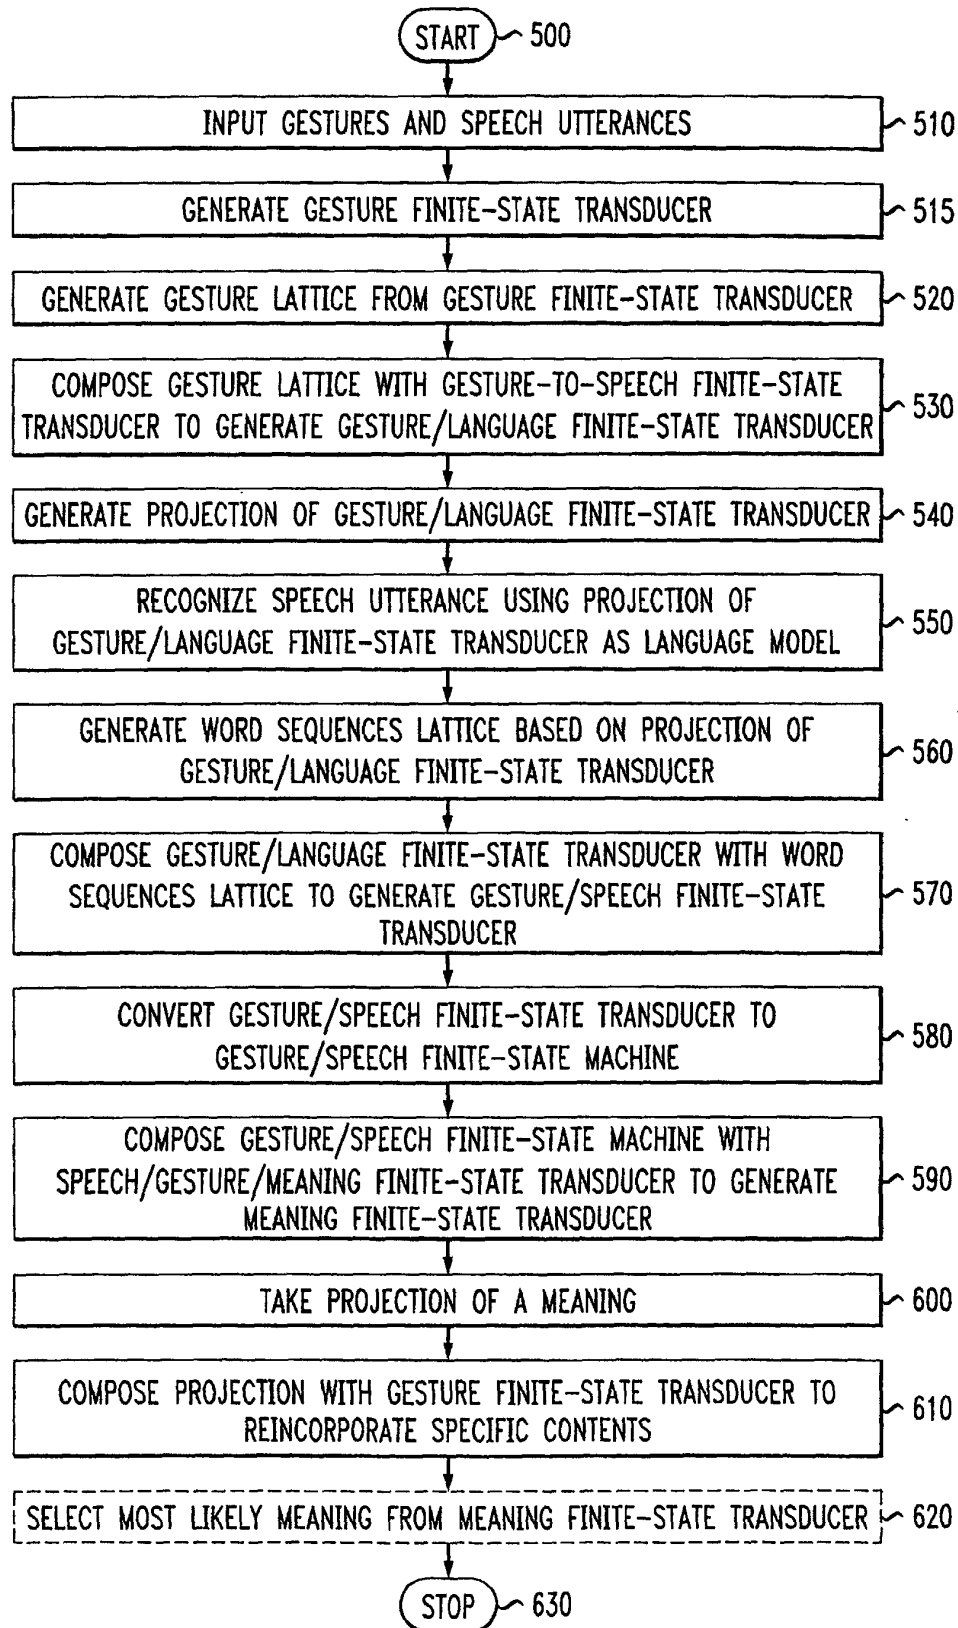 START 500
INPUT GESTURES AND SPEECH UTTERANCES 510
GENERATE GESTURE FINITE-STATE TRANSDUCER 515
GENERATE GESTURE LATTICE FROM GESTURE FINITE-STATE TRANSDUCER 520
COMPOSE GESTURE LATTICE WITH GESTURE-TO-SPEECH FINITE-STATE
TRANSDUCER TO GENERATE GESTURE/LANGUAGE FINITE-STATE TRANSDUCER
530
GENERATE PROJECTION OF GESTURE/LANGUAGE FINITE-STATE TRANSDUCER 540
RECOGNIZE SPEECH UTTERANCE USING PROJECTION OF
GESTURE/LANGUAGE FINITE-STATE TRANSDUCER AS LANGUAGE MODEL
550
GENERATE WORD SEQUENCES LATTICE BASED ON PROJECTION OF
GESTURE/LANGUAGE FINITE-STATE TRANSDUCER
560
COMPOSE GESTURE/LANGUAGE FINITE-STATE TRANSDUCER WITH WORD
SEQUENCES LATTICE TO GENERATE GESTURE/SPEECH FINITE-STATE
TRANSDUCER
570
CONVERT GESTURE/SPEECH FINITE-STATE TRANSDUCER TO
GESTURE/SPEECH FINITE-STATE MACHINE
580
COMPOSE GESTURE/SPEECH FINITE-STATE MACHINE WITH
SPEECH/GESTURE/MEANING FINITE-STATE TRANSDUCER TO GENERATE
MEANING FINITE-STATE TRANSDUCER
590
TAKE PROJECTION OF A MEANING 600
COMPOSE PROJECTION WITH GESTURE FINITE-STATE TRANSDUCER TO
REINCORPORATE SPECIFIC CONTENTS
610
SELECT MOST LIKELY MEANING FROM MEANING FINITE-STATE TRANSDUCER 620
STOP 630